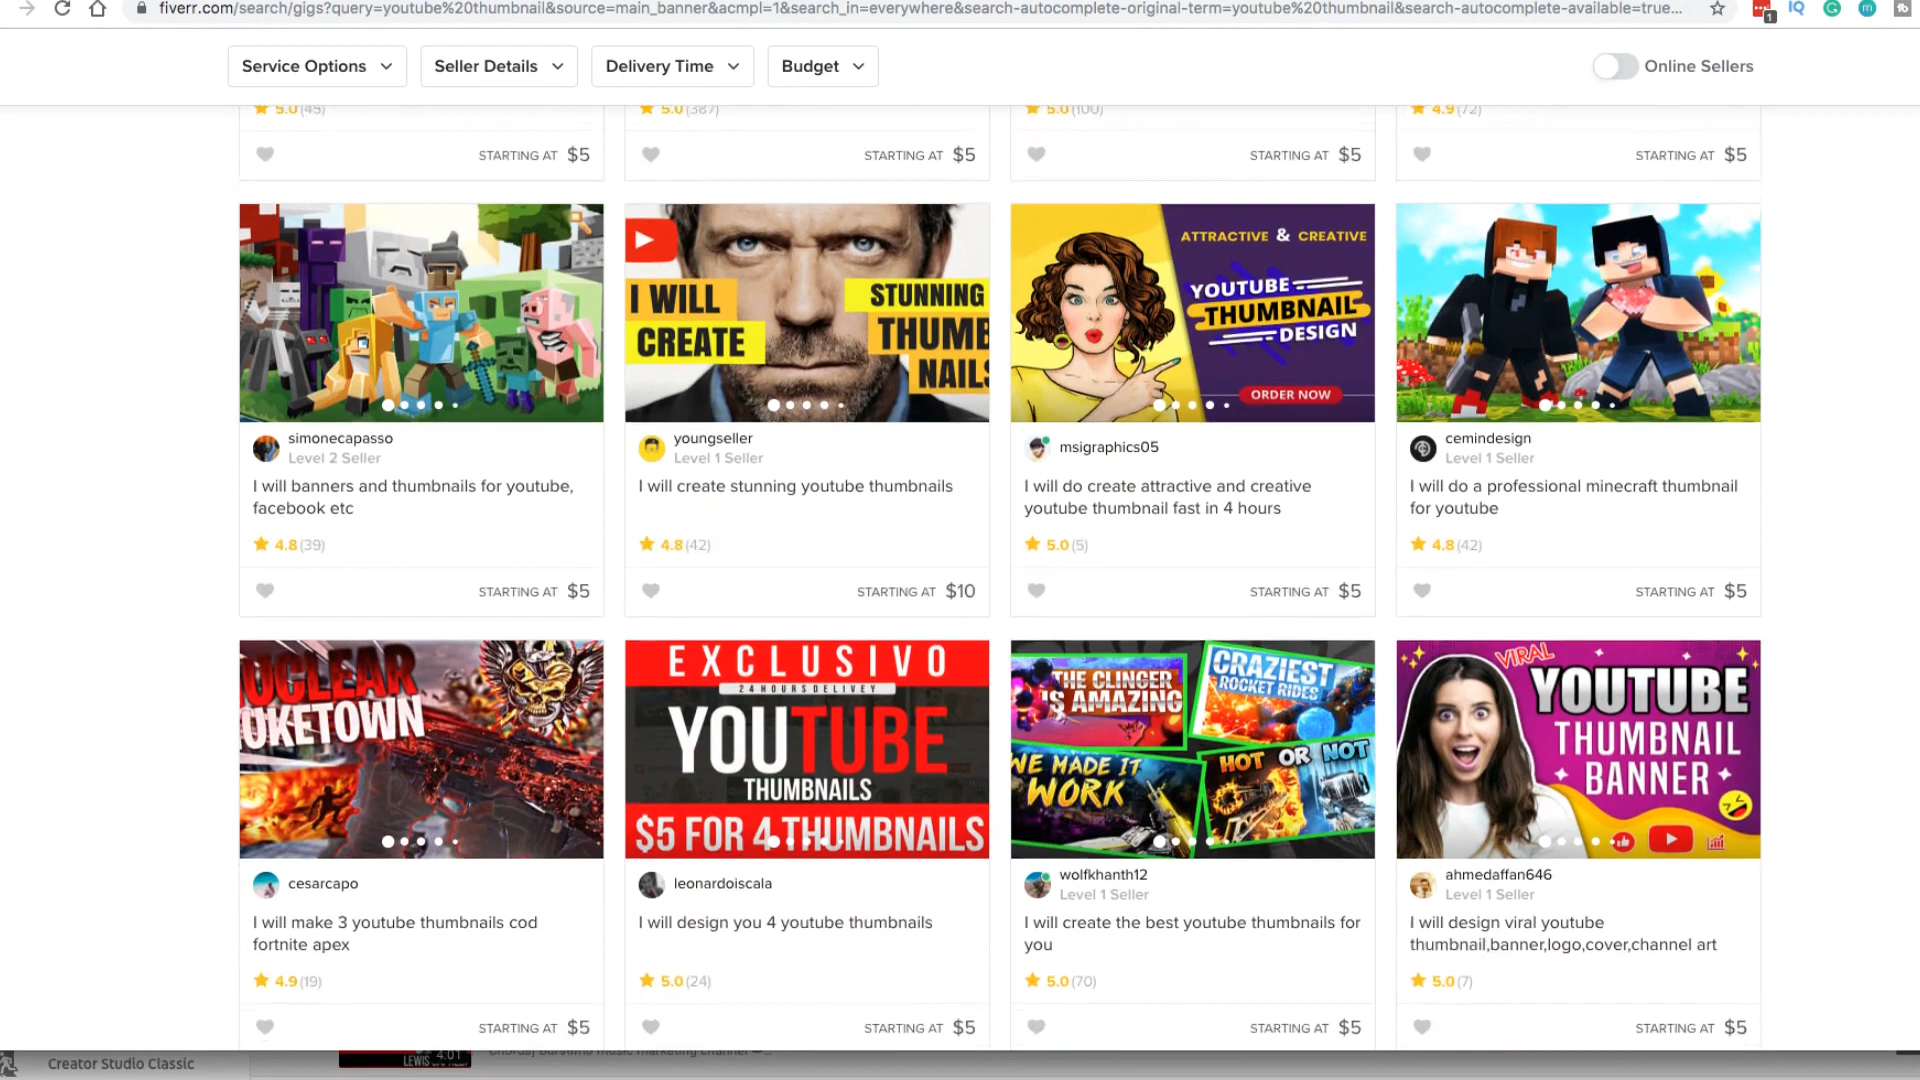 fiverr.com/search/gigs?query=youtube%20thumbnail&source=main_banner&acmpl=1&search_in=everywhere&search-autocomplete-original-term=youtube%20thumbnail&search-autocomplete-available=true...
1
IQ
Service Options
Seller Details
Delivery Time
Budget
Online Sellers
5.0(45)
5.0(387)
5.0(100)
4.9(72)
STARTING AT $5
STARTING AT $5
STARTING AT $5
STARTING AT $5
I WILL
CREATE
STUNNING
THUMB
NAILS
ATTRACTIVE & CREATIVE
YOUTUBE
THUMBNAIL
DESIGN
ORDER NOW
simonecapasso
Level 2 Seller
I will banners and thumbnails for youtube,
facebook etc
4.8(39)
STARTING AT $5
youngseller
Level 1 Seller
I will create stunning youtube thumbnails
4.8(42)
STARTING AT $10
msigraphics05
I will do create attractive and creative
youtube thumbnail fast in 4 hours
5.0(5)
STARTING AT $5
cemindesign
Level 1 Seller
I will do a professional minecraft thumbnail
for youtube
4.8(42)
STARTING AT $5
NUCLEAR
UKETOWN
EXCLUSIVO
24 HOURS DELIVEY
YOUTUBE
THUMBNAILS
$5 FOR 4 THUMBNAILS
THE CLINGER
IS AMAZING
CRAZIEST
ROCKET RIDES
WE MADE IT
WORK
HOT OR NOT
VIRAL
YOUTUBE
THUMBNAIL
BANNER
cesarcapo
I will make 3 youtube thumbnails cod
fortnite apex
4.9(19)
STARTING AT $5
leonardoiscala
I will design you 4 youtube thumbnails
5.0(24)
STARTING AT $5
wolfkhanth12
Level 1 Seller
I will create the best youtube thumbnails for
you
5.0(70)
STARTING AT $5
ahmedaffan646
Level 1 Seller
I will design viral youtube
thumbnail,banner,logo,cover,channel art
5.0(7)
STARTING AT $5
Creator Studio Classic
LEWIS 4:01